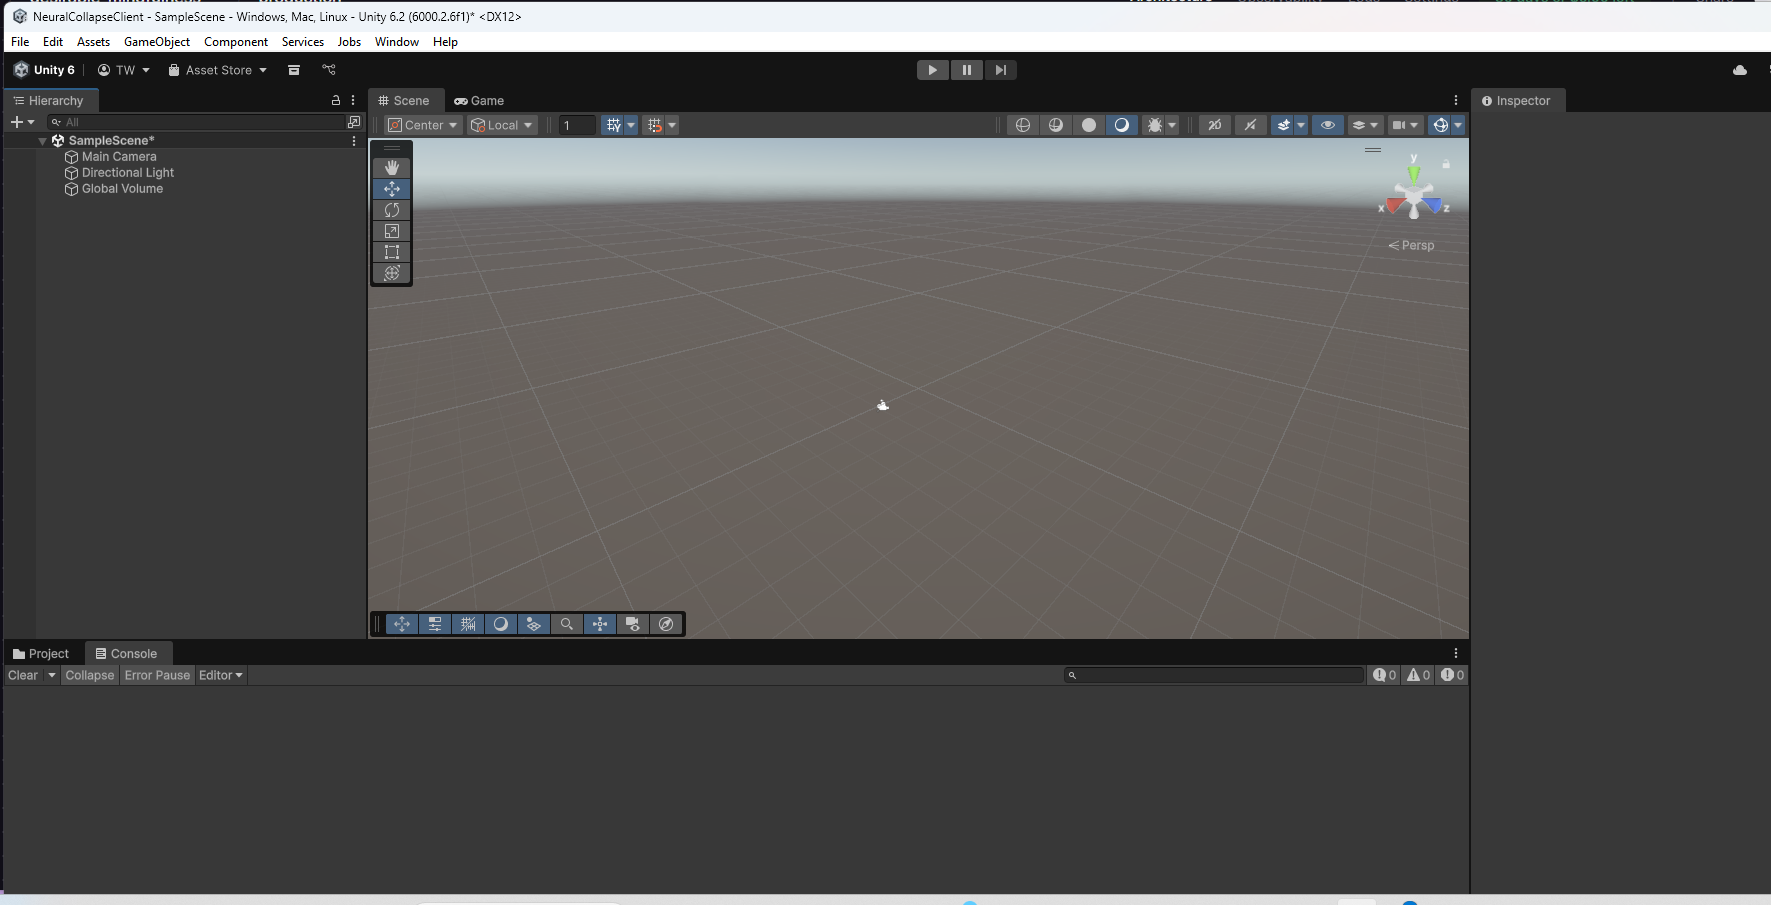 NeuralCollapseClient - SampleScene - Windows, Mac, Linux - Unity 6.2 (6000.2.6f1)* <DX12>
File Edit Assets GameObject Component Services Jobs Window Help
Unity 6 TW Asset Store
Hierarchy
All
SampleScene*
Main Camera
Directional Light
Global Volume
Scene Game
Center Local 1 2D
y
x z
Persp
Inspector
Project Console
Clear Collapse Error Pause Editor 0 0 0